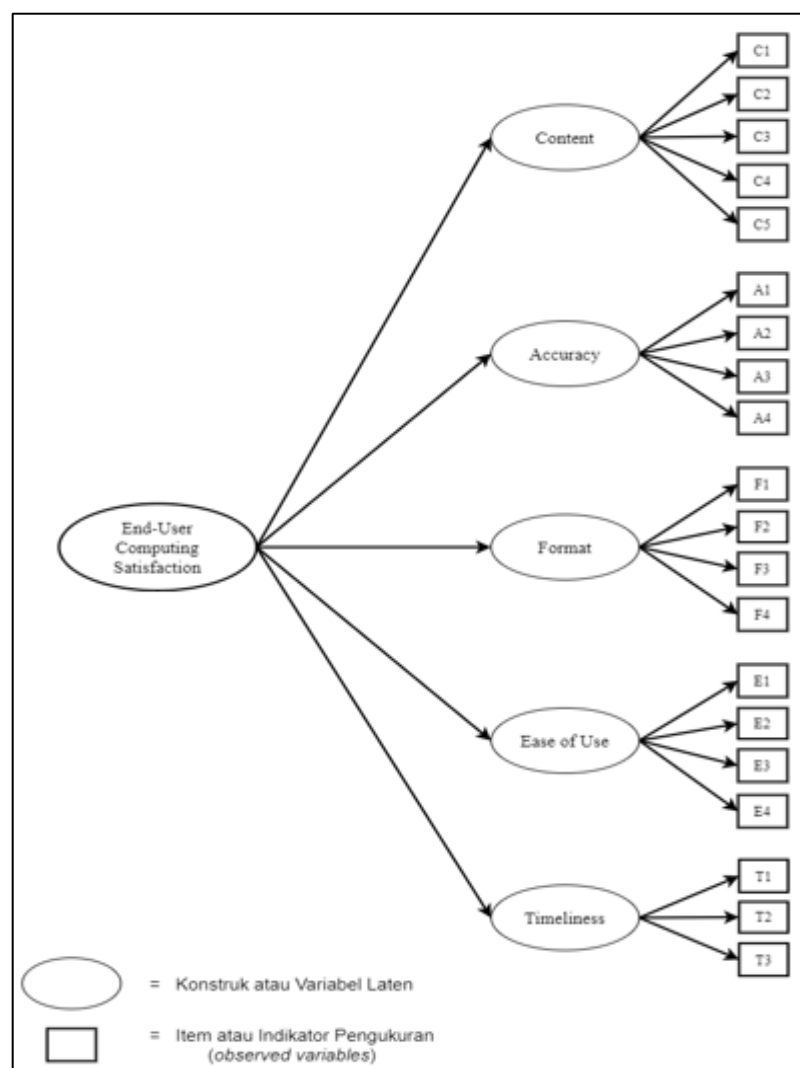 C1
C2
Content
C3
C4
C5
A1
A2
Accuracy
A3
A4
F1
End-User
Computing
Satisfaction
F2
Format
F3
F4
E1
E2
Ease of Use
E3
E4
T1
Timeliness
T2
T3
= Konstruk atau Variabel Laten
= Item atau Indikator Pengukuran
(observed variables)